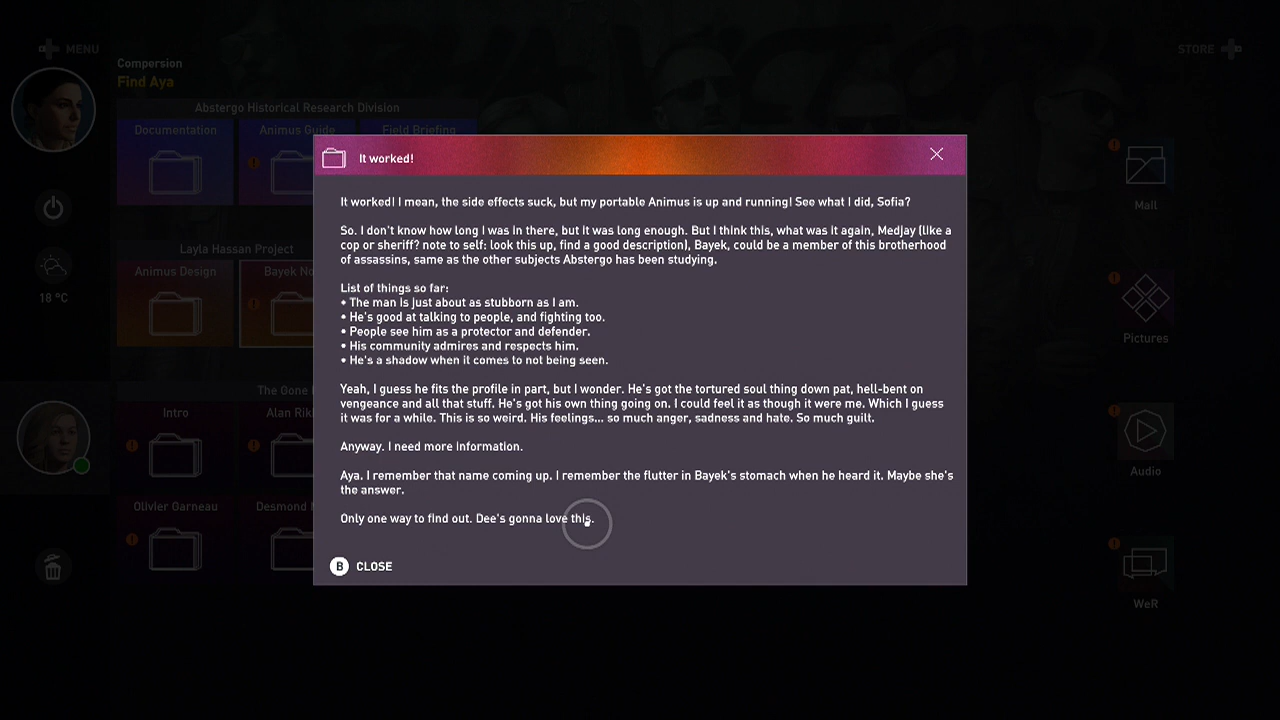 MENU
STORE
Compersion
Find Aya
Abstergo Historical Research Division
Documentation
Animus Guide
Field Briefing
It worked!
It worked! I mean, the side effects suck, but my portable Animus is up and running! See what I did, Sofia?
So. I don't know how long I was in there, but it was long enough. But I think this, what was it again, Medjay (like a
cop or sheriff? note to self: look this up, find a good description), Bayek, could be a member of this brotherhood
of assassins, same as the other subjects Abstergo has been studying.
List of things so far:
• The man is just about as stubborn as I am.
• He's good at talking to people, and fighting too.
• People see him as a protector and defender.
• His community admires and respects him.
• He's a shadow when it comes to not being seen.
Yeah, I guess he fits the profile in part, but I wonder. He's got the tortured soul thing down pat, hell-bent on
vengeance and all that stuff. He's got his own thing going on. I could feel it as though it were me. Which I guess
it was for a while. This is so weird. His feelings... so much anger, sadness and hate. So much guilt.
Anyway. I need more information.
Aya. I remember that name coming up. I remember the flutter in Bayek's stomach when he heard it. Maybe she's
the answer.
Only one way to find out. Dee's gonna love this.
B CLOSE
Layla Hassan Project
Animus Design
Bayek No
18 °C
The Gone
Intro
Alan Rik
Olivier Garneau
Desmond
Mail
Pictures
Audio
WeR